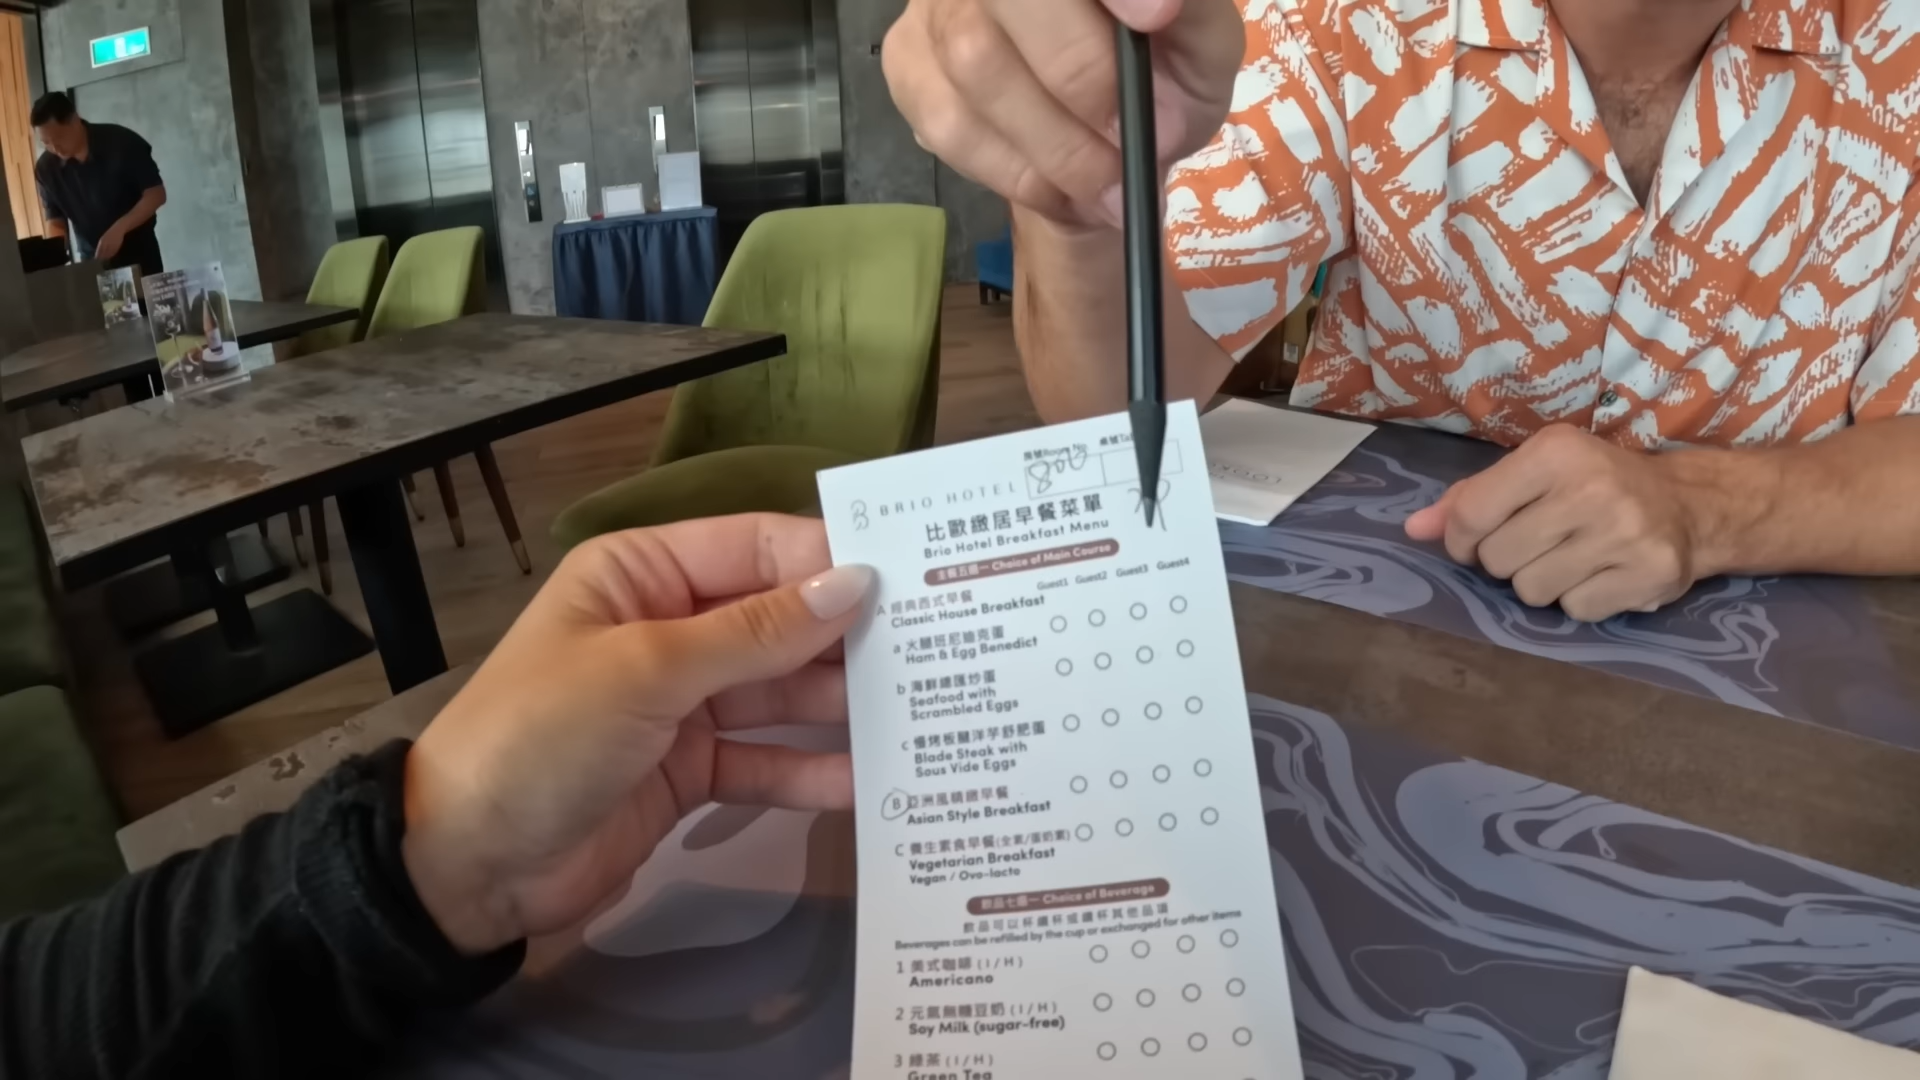 房號Room No.
桌號
BRIO HOTEL
800
比歐緻居早餐菜單
Brio Hotel Breakfast Menu
主餐五選一 Choice of Main Course
Guest1 Guest2 Guest3 Guest4
A 經典西式早餐
Classic House Breakfast
a 火腿班尼迪克蛋
Ham & Egg Benedict
b 海鮮總匯炒蛋
Seafood with
Scrambled Eggs
c 慢烤板腱洋芋舒肥蛋
Blade Steak with
Sous Vide Eggs
B 亞洲風精緻早餐
Asian Style Breakfast
C 養生素食早餐(全素/蛋奶素)
Vegetarian Breakfast
Vegan / Ovo-lacto
飲品七選一 Choice of Beverage
飲品可以杯續杯或續杯其他品項
Beverages can be refilled by the cup or exchanged for other items
1 美式咖啡 (I/H)
Americano
2 元氣無糖豆奶 (I/H)
Soy Milk (sugar-free)
3 綠茶 (I/H)
Green Tea